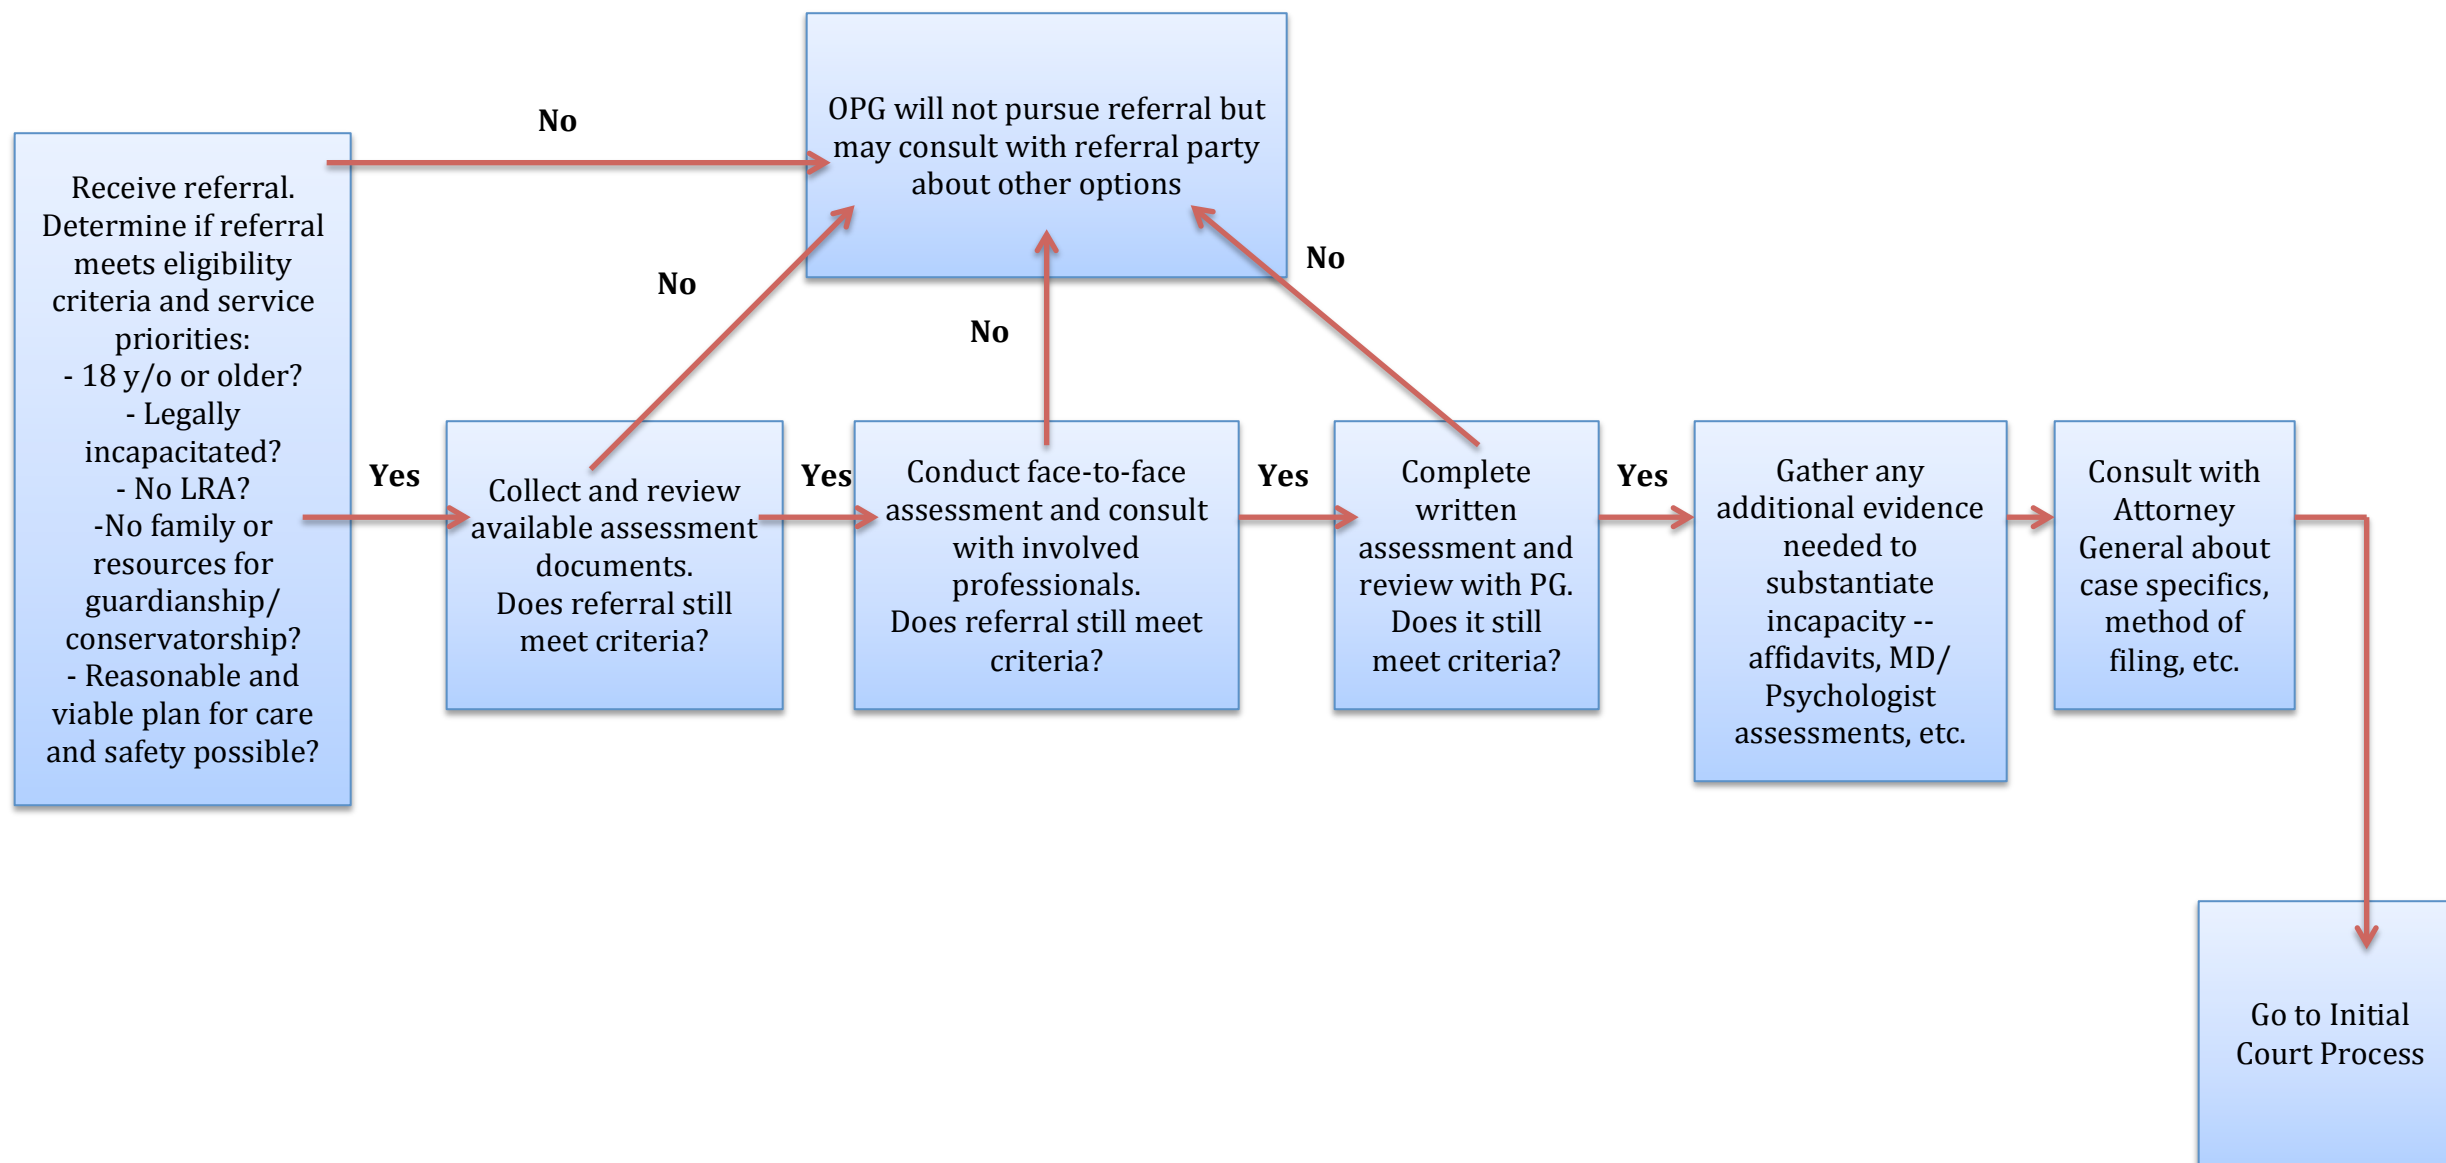 OPG will not pursue referral but
may consult with referral party
about other options
No
No
No
No
Receive referral.
Determine if referral
meets eligibility
criteria and service
priorities:
- 18 y/o or older?
- Legally
incapacitated?
- No LRA?
-No family or
resources for
guardianship/
conservatorship?
- Reasonable and
viable plan for care
and safety possible?
Yes
Collect and review
available assessment
documents.
Does referral still
meet criteria?
Yes
Conduct face-to-face
assessment and consult
with involved
professionals.
Does referral still meet
criteria?
Yes
Complete
written
assessment and
review with PG.
Does it still
meet criteria?
Yes
Gather any
additional evidence
needed to
substantiate
incapacity --
affidavits, MD/
Psychologist
assessments, etc.
Consult with
Attorney
General about
case specifics,
method of
filing, etc.
Go to Initial
Court Process